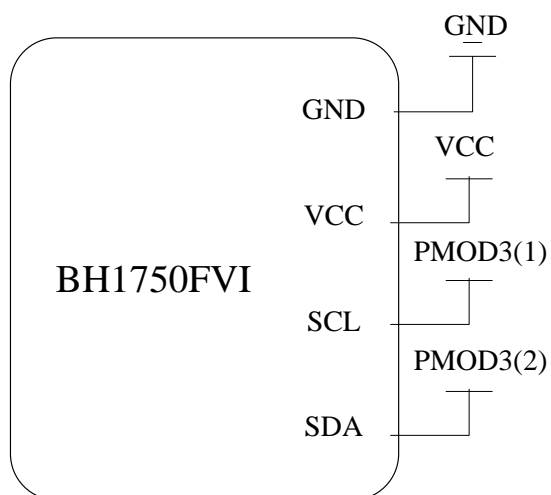 GND
GND
VCC
VCC
PMOD3(1)
BH1750FVI
SCL
PMOD3(2)
SDA